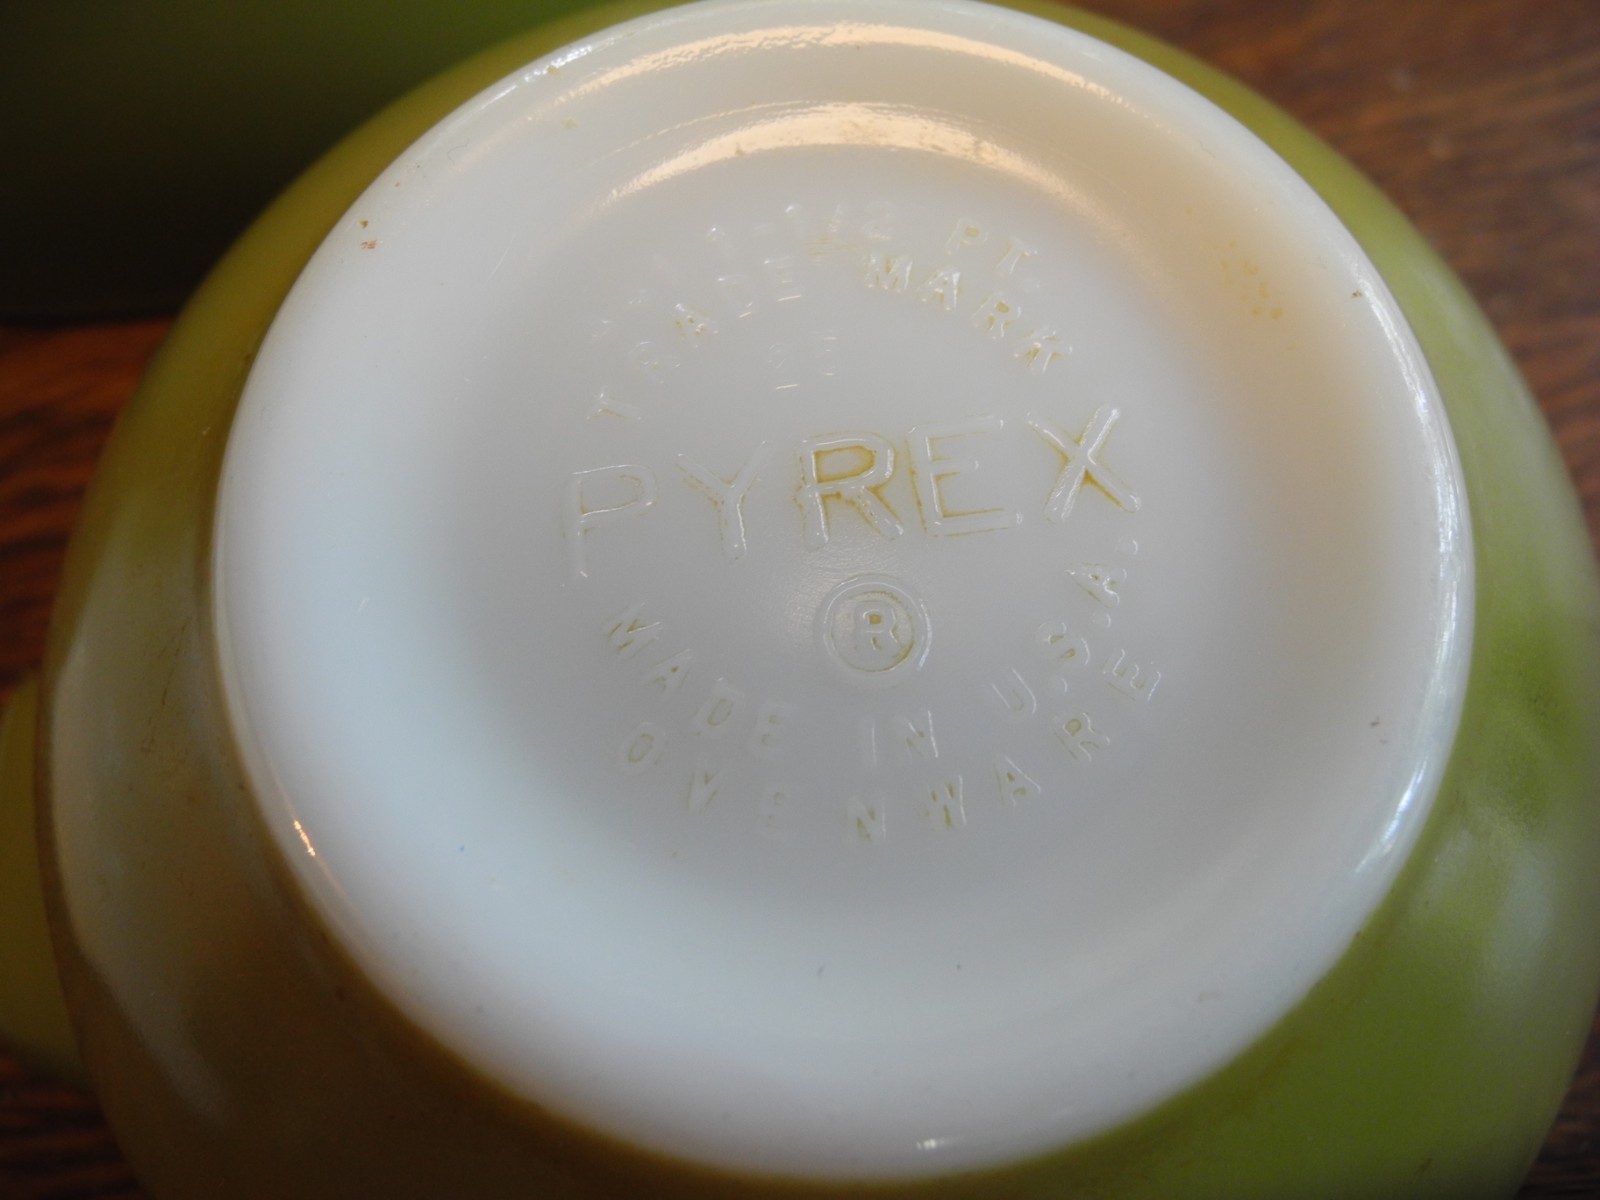 1-1/2 PT.
TRADE MARK
PYREX
®
MADE IN U.S.A.
OVENWARE